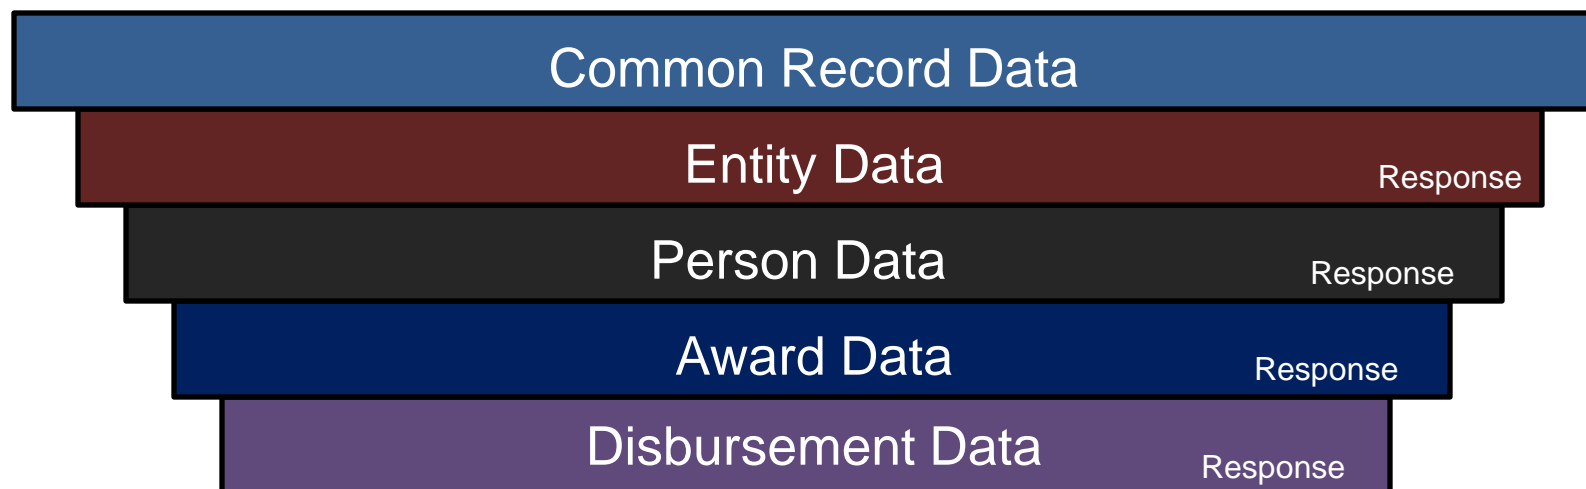 Common Record Data
Entity Data
Response
Person Data
Response
Award Data
Response
Disbursement Data
Response